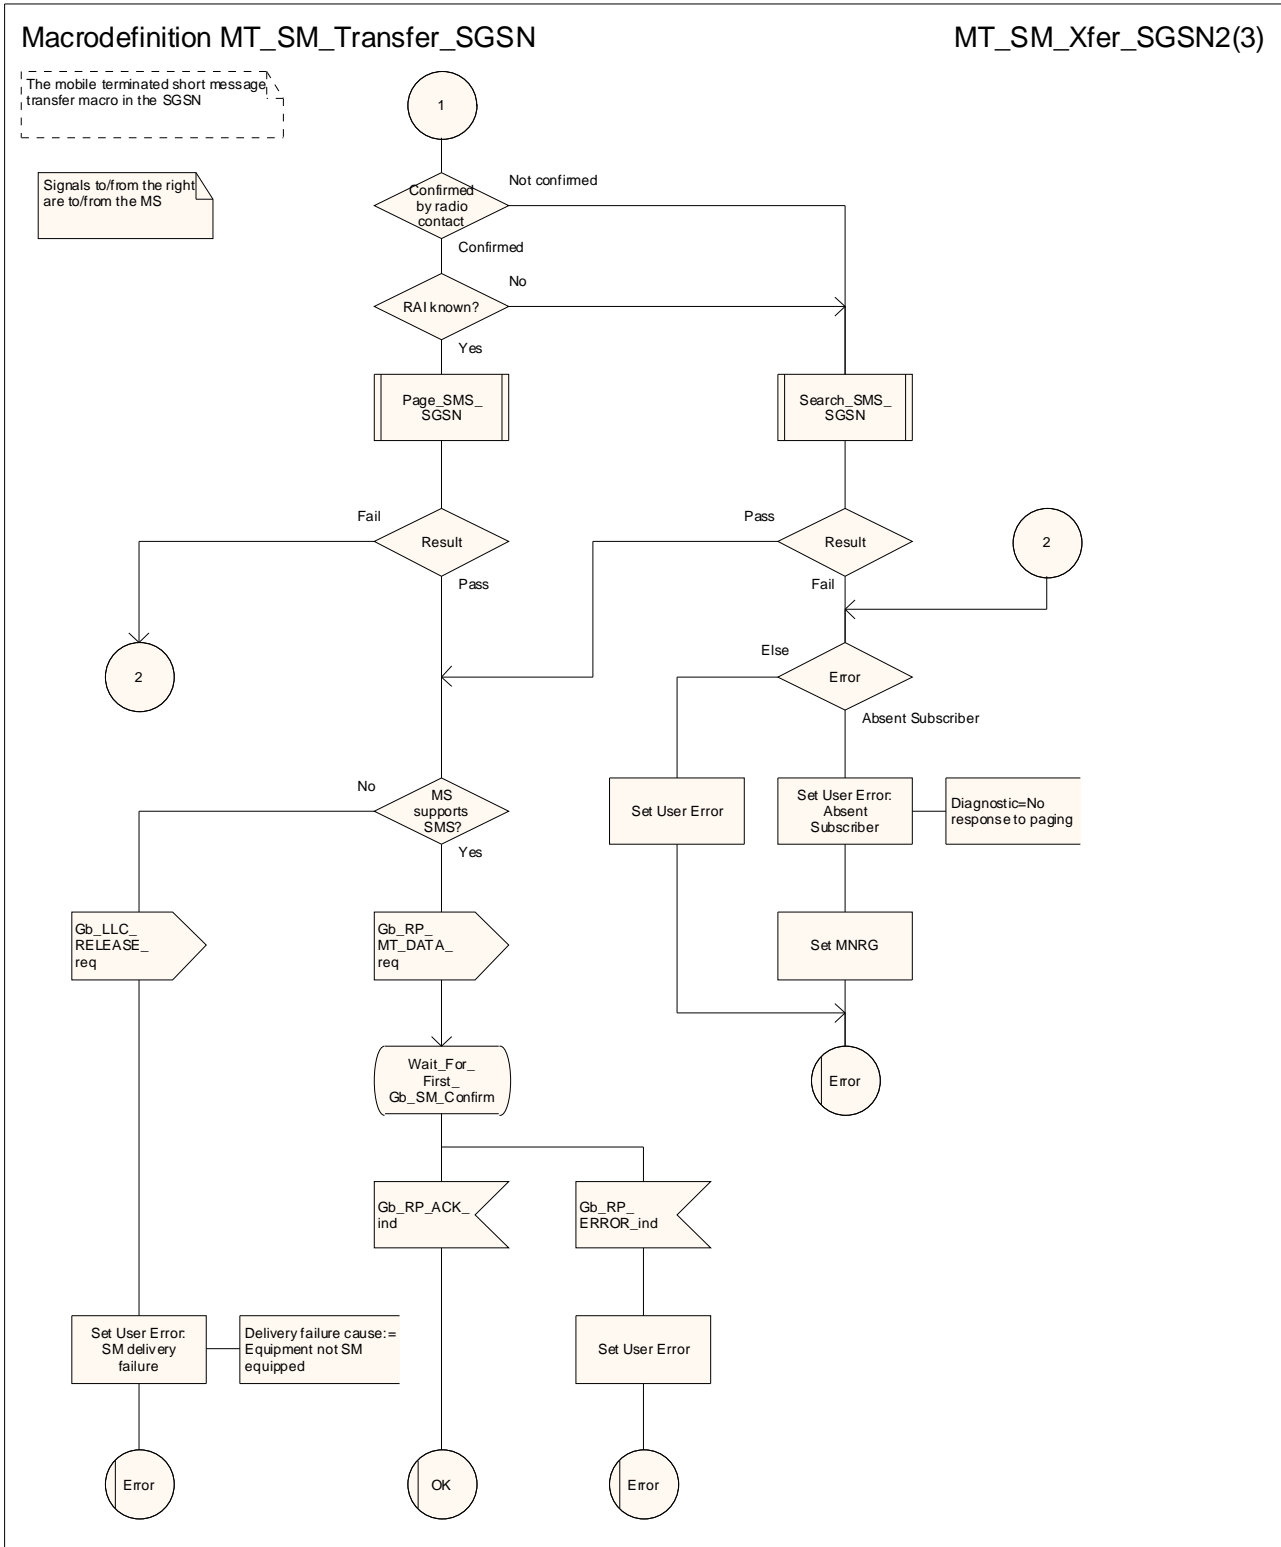 Macrodefinition MT_SM_Transfer_SGSN
MT_SM_Xfer_SGSN2(3)
The mobile terminated short message
transfer macro in the SGSN
1
Signals to/from the right
are to/from the MS
Confirmed
by radio
contact
Not confirmed
Confirmed
RAI known?
No
Yes
Page_SMS_
SGSN
Search_SMS_
SGSN
Fail
Result
Pass
Pass
Result
Fail
2
2
Else
Error
Absent Subscriber
No
MS
supports
SMS?
Yes
Set User Error
Set User Error:
Absent
Subscriber
Diagnostic=No
response to paging
Gb_LLC_
RELEASE_
req
Gb_RP_
MT_DATA_
req
Set MNRG
Wait_For_
First_
Gb_SM_Confirm
Error
Gb_RP_ACK_
ind
Gb_RP_
ERROR_ind
Set User Error:
SM delivery
failure
Delivery failure cause:=
Equipment not SM
equipped
Set User Error
Error
OK
Error